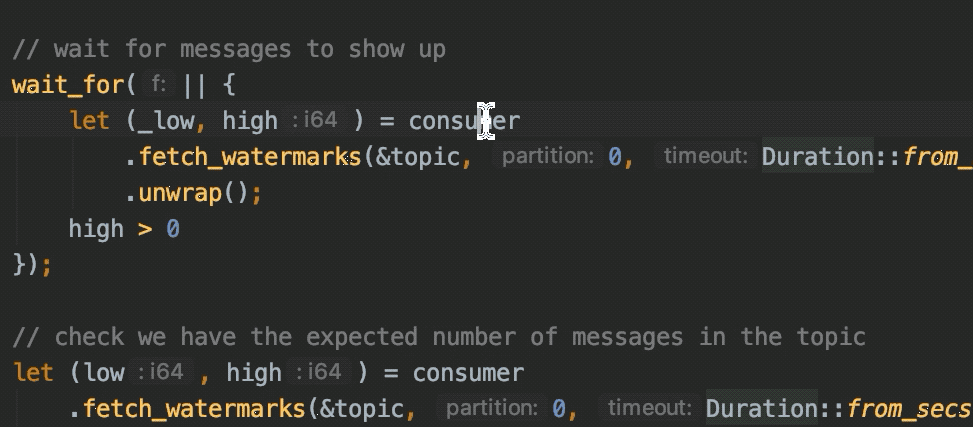 // wait for messages to show up
wait_for( f: || {
let (_low, high : i64 ) = consumer
.fetch_watermarks(&topic, partition: 0, timeout: Duration::from_
.unwrap();
high > 0
});
// check we have the expected number of messages in the topic
let (low : i64 , high : i64 ) = consumer
.fetch_watermarks(&topic, partition: 0, timeout: Duration::from_secs